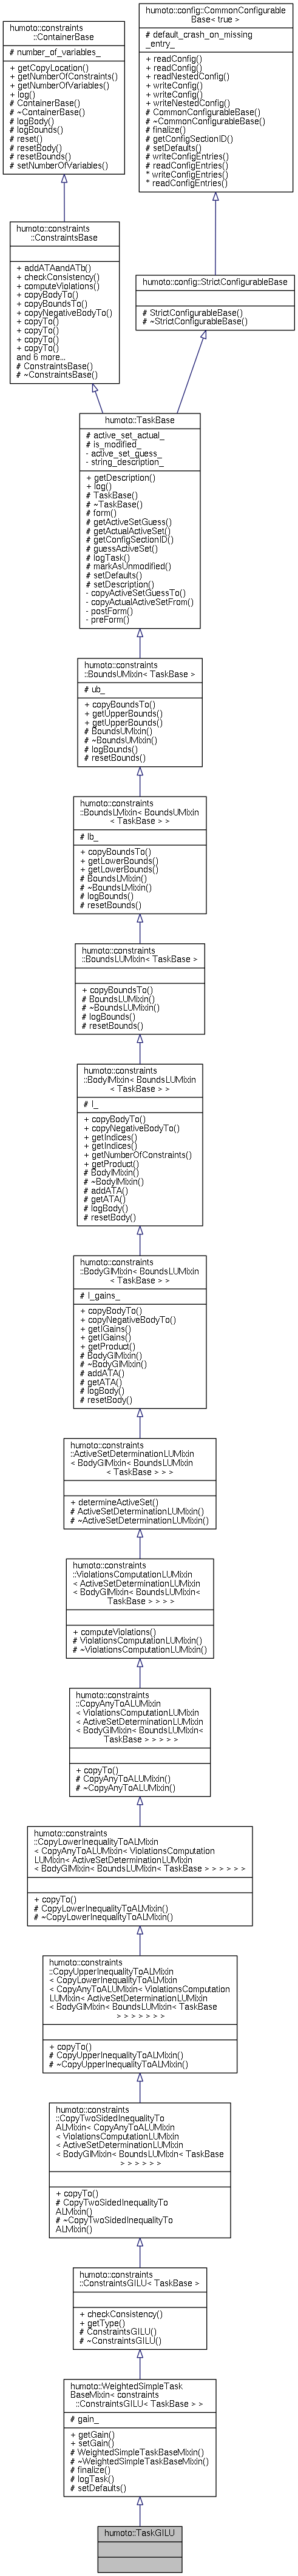 humoto::constraints
::ContainerBase
# number_of_variables_
+ getCopyLocation()
+ getNumberOfConstraints()
+ getNumberOfVariables()
+ log()
# ContainerBase()
# ~ContainerBase()
# logBody()
# logBounds()
# reset()
# resetBody()
# resetBounds()
# setNumberOfVariables()
humoto::config::CommonConfigurable
Base< true >
# default_crash_on_missing
_entry_
+ readConfig()
+ readConfig()
+ readNestedConfig()
+ writeConfig()
+ writeConfig()
+ writeNestedConfig()
# CommonConfigurableBase()
# ~CommonConfigurableBase()
# finalize()
# getConfigSectionID()
# setDefaults()
# writeConfigEntries()
# readConfigEntries()
* writeConfigEntries()
* readConfigEntries()
humoto::constraints
::ConstraintsBase
+ addATAandATb()
+ checkConsistency()
+ computeViolations()
+ copyBodyTo()
+ copyBoundsTo()
+ copyNegativeBodyTo()
+ copyTo()
+ copyTo()
+ copyTo()
+ copyTo()
and 6 more...
# ConstraintsBase()
# ~ConstraintsBase()
humoto::config::StrictConfigurableBase
# StrictConfigurableBase()
# ~StrictConfigurableBase()
humoto::TaskBase
# active_set_actual_
# is_modified_
- active_set_guess_
- string_description_
+ getDescription()
+ log()
# TaskBase()
# ~TaskBase()
# form()
# getActiveSetGuess()
# getActualActiveSet()
# getConfigSectionID()
# guessActiveSet()
# logTask()
# markAsUnmodified()
# setDefaults()
# setDescription()
- copyActiveSetGuessTo()
- copyActualActiveSetFrom()
- postForm()
- preForm()
humoto::constraints
::BoundsUMixin< TaskBase >
# ub_
+ copyBoundsTo()
+ getUpperBounds()
+ getUpperBounds()
# BoundsUMixin()
# ~BoundsUMixin()
# logBounds()
# resetBounds()
humoto::constraints
::BoundsLMixin< BoundsUMixin
< TaskBase > >
# lb_
+ copyBoundsTo()
+ getLowerBounds()
+ getLowerBounds()
# BoundsLMixin()
# ~BoundsLMixin()
# logBounds()
# resetBounds()
humoto::constraints
::BoundsLUMixin< TaskBase >
+ copyBoundsTo()
# BoundsLUMixin()
# ~BoundsLUMixin()
# logBounds()
# resetBounds()
humoto::constraints
::BodyIMixin< BoundsLUMixin
< TaskBase > >
# I_
+ copyBodyTo()
+ copyNegativeBodyTo()
+ getIndices()
+ getIndices()
+ getNumberOfConstraints()
+ getProduct()
# BodyIMixin()
# ~BodyIMixin()
# addATA()
# getATA()
# logBody()
# resetBody()
humoto::constraints
::BodyGIMixin< BoundsLUMixin
< TaskBase > >
# I_gains_
+ copyBodyTo()
+ copyNegativeBodyTo()
+ getIGains()
+ getIGains()
+ getProduct()
# BodyGIMixin()
# ~BodyGIMixin()
# addATA()
# getATA()
# logBody()
# resetBody()
humoto::constraints
::ActiveSetDeterminationLUMixin
< BodyGIMixin< BoundsLUMixin
< TaskBase > > >
+ determineActiveSet()
# ActiveSetDeterminationLUMixin()
# ~ActiveSetDeterminationLUMixin()
humoto::constraints
::ViolationsComputationLUMixin
< ActiveSetDeterminationLUMixin
< BodyGIMixin< BoundsLUMixin<
TaskBase > > > >
+ computeViolations()
# ViolationsComputationLUMixin()
# ~ViolationsComputationLUMixin()
humoto::constraints
::CopyAnyToALUMixin
< ViolationsComputationLUMixin
< ActiveSetDeterminationLUMixin
< BodyGIMixin< BoundsLUMixin<
TaskBase > > > > >
+ copyTo()
# CopyAnyToALUMixin()
# ~CopyAnyToALUMixin()
humoto::constraints
::CopyLowerInequalityToALMixin
< CopyAnyToALUMixin< ViolationsComputation
LUMixin< ActiveSetDeterminationLUMixin
< BodyGIMixin< BoundsLUMixin< TaskBase > > > > > >
+ copyTo()
# CopyLowerInequalityToALMixin()
# ~CopyLowerInequalityToALMixin()
humoto::constraints
::CopyUpperInequalityToALMixin
< CopyLowerInequalityToALMixin
< CopyAnyToALUMixin< ViolationsComputation
LUMixin< ActiveSetDeterminationLUMixin
< BodyGIMixin< BoundsLUMixin< TaskBase
> > > > > > >
+ copyTo()
# CopyUpperInequalityToALMixin()
# ~CopyUpperInequalityToALMixin()
humoto::constraints
::CopyTwoSidedInequalityTo
ALMixin< CopyAnyToALUMixin
< ViolationsComputationLUMixin
< ActiveSetDeterminationLUMixin
< BodyGIMixin< BoundsLUMixin< TaskBase
> > > > > >
+ copyTo()
# CopyTwoSidedInequalityTo
ALMixin()
# ~CopyTwoSidedInequalityTo
ALMixin()
humoto::constraints
::ConstraintsGILU< TaskBase >
+ checkConsistency()
+ getType()
# ConstraintsGILU()
# ~ConstraintsGILU()
humoto::WeightedSimpleTask
BaseMixin< constraints
::ConstraintsGILU< TaskBase > >
# gain_
+ getGain()
+ setGain()
# WeightedSimpleTaskBaseMixin()
# ~WeightedSimpleTaskBaseMixin()
# finalize()
# logTask()
# setDefaults()
humoto::TaskGILU